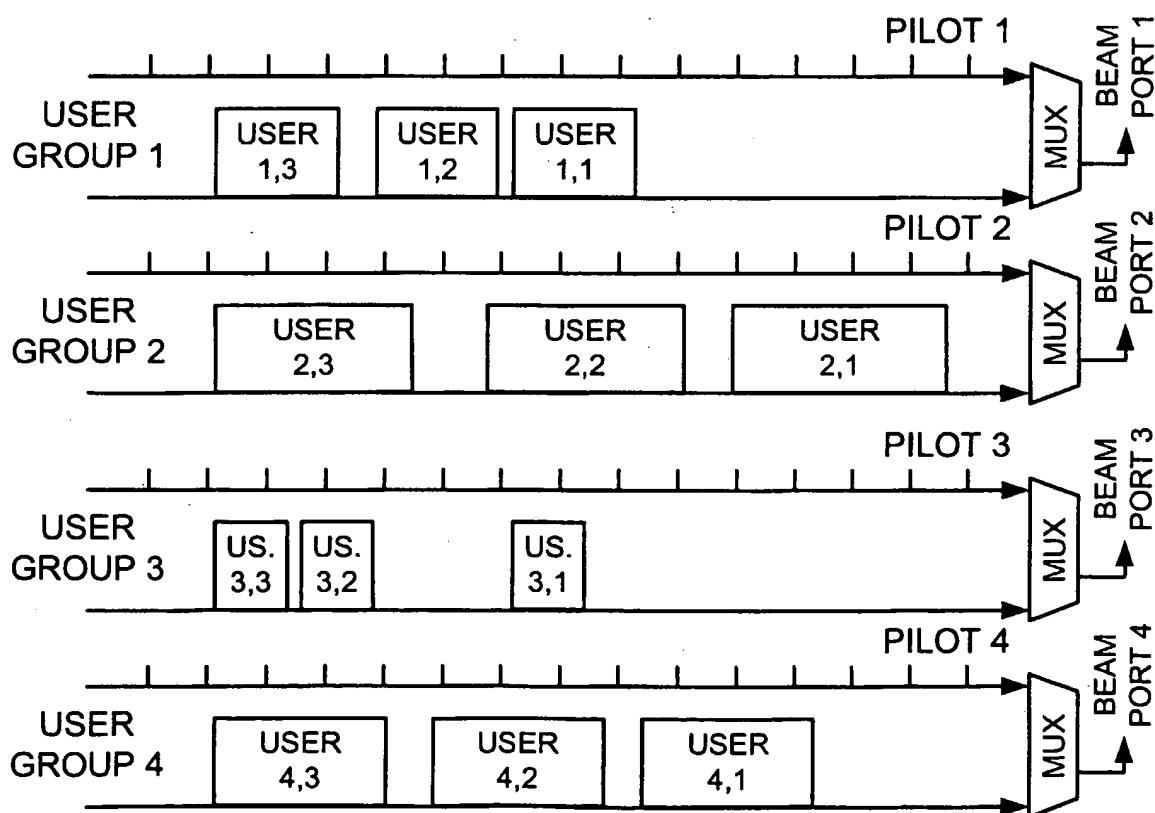 PILOT 1
USER
GROUP 1
USER
1,3
USER
1,2
USER
1,1
MUX
BEAM
PORT 1
PILOT 2
USER
GROUP 2
USER
2,3
USER
2,2
USER
2,1
MUX
BEAM
PORT 2
PILOT 3
USER
GROUP 3
US.
3,3
US.
3,2
US.
3,1
MUX
BEAM
PORT 3
PILOT 4
USER
GROUP 4
USER
4,3
USER
4,2
USER
4,1
MUX
BEAM
PORT 4